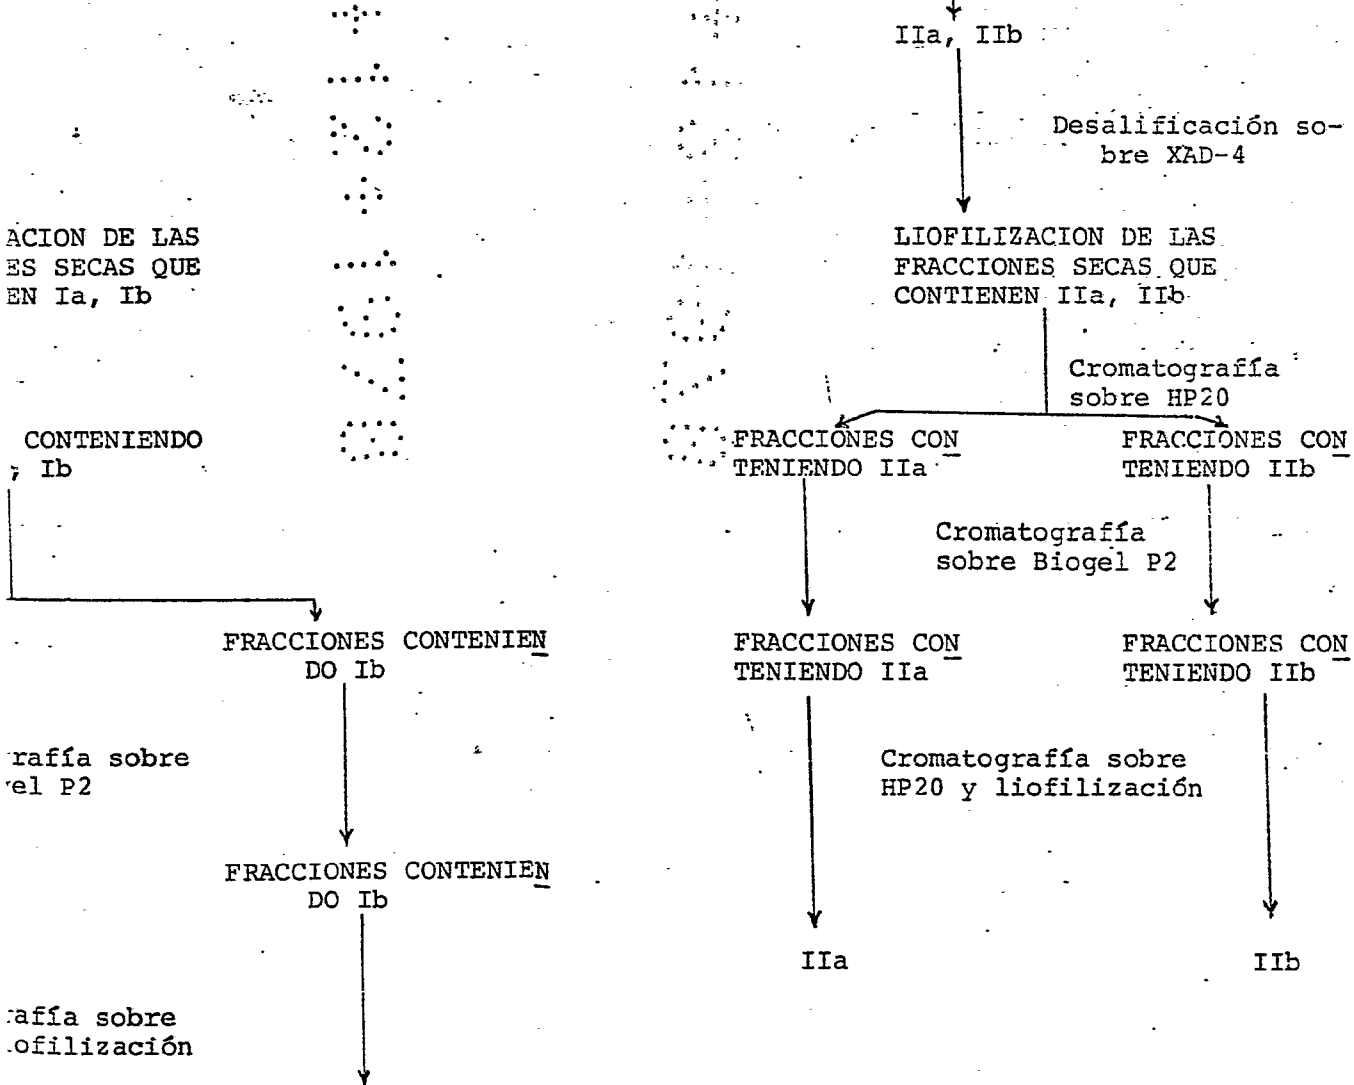 IIa, IIb
Desalificación so-
bre XAD-4
LIOFILIZACION DE LAS
FRACCIONES SECAS QUE
CONTIENEN IIa, IIb
Cromatografía
sobre HP20
FRACCIONES CON
TENIENDO IIa
FRACCIONES CON
TENIENDO IIb
Cromatografía
sobre Biogel P2
FRACCIONES CON
TENIENDO IIa
FRACCIONES CON
TENIENDO IIb
Cromatografía sobre
HP20 y liofilización
IIa
IIb
ACION DE LAS
ES SECAS QUE
EN Ia, Ib
CONTENIENDO
, Ib
FRACCIONES CONTENIEN
DO Ib
rafía sobre
el P2
FRACCIONES CONTENIEN
DO Ib
afía sobre
ofilización